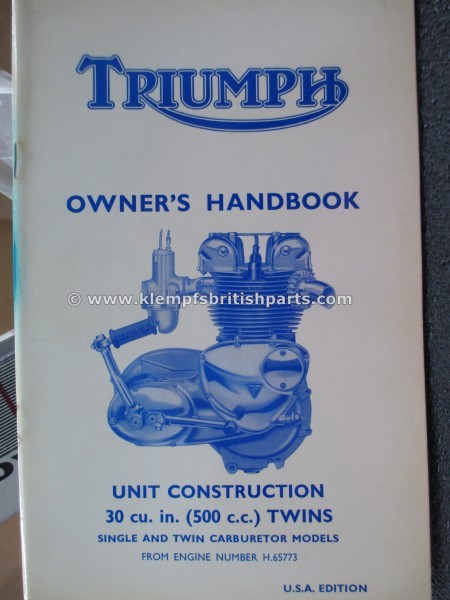 TRIUMPH
OWNER'S HANDBOOK
© www.klempfsbritishparts.com
UNIT CONSTRUCTION
30 cu. in. (500 c.c.) TWINS
SINGLE AND TWIN CARBURETOR MODELS
FROM ENGINE NUMBER H.65773
U.S.A. EDITION